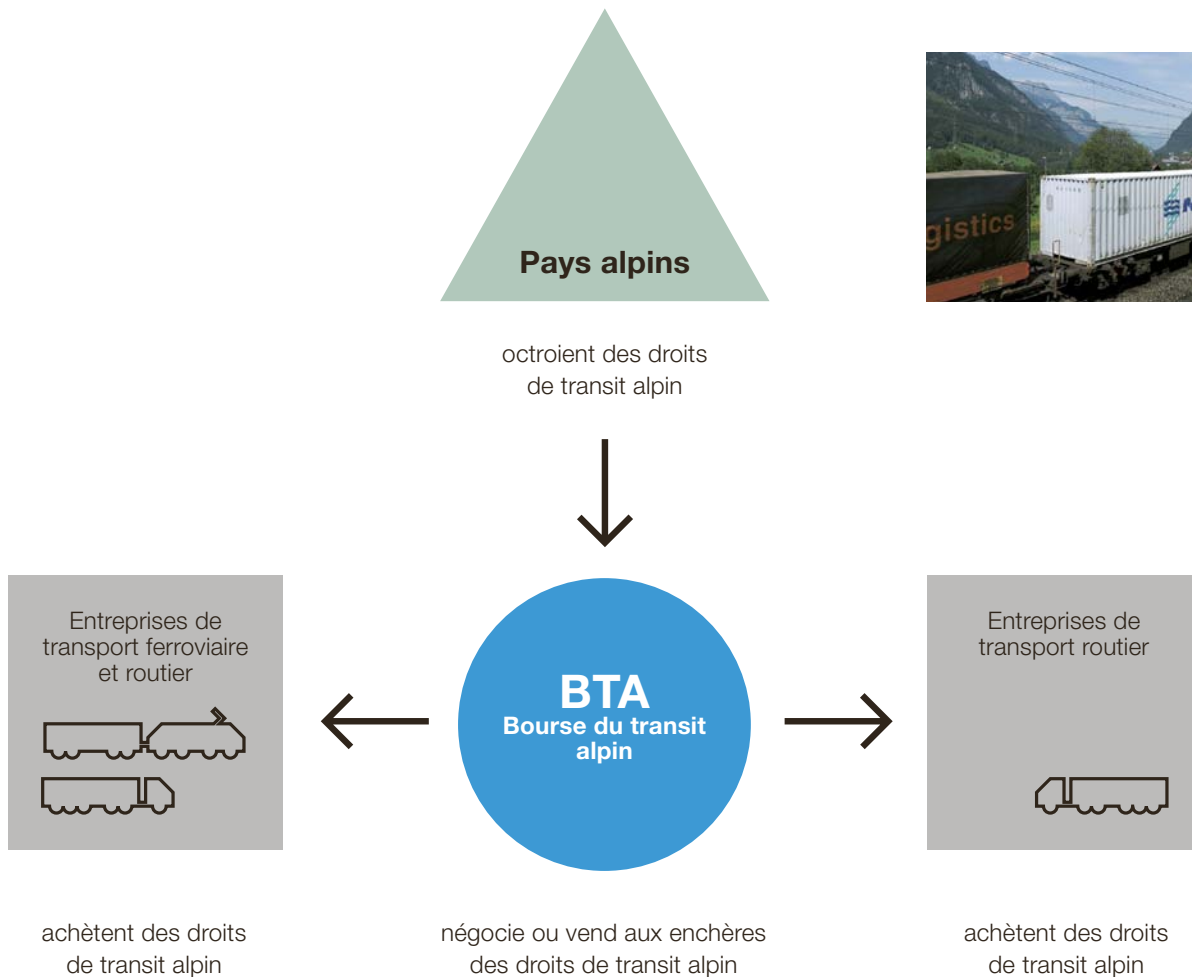 Pays alpins
octroient des droits
de transit alpin
gistics
Entreprises de
transport ferroviaire
et routier
BTA
Bourse du transit
alpin
Entreprises de
transport routier
achètent des droits
de transit alpin
négocie ou vend aux enchères
des droits de transit alpin
achètent des droits
de transit alpin